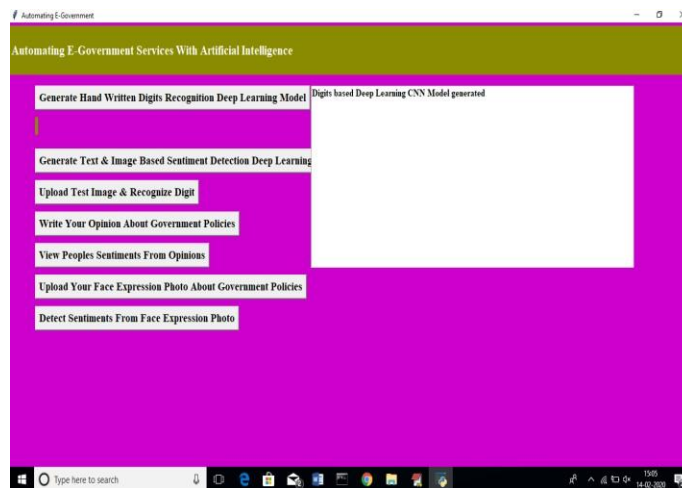 Automating E-Government
Automating E-Government Services With Artificial Intelligence
Generate Hand Written Digits Recognition Deep Learning Model
Digits based Deep Learning CNN Model generated
Generate Text & Image Based Sentiment Detection Deep Learning
Upload Test Image & Recognize Digit
Write Your Opinion About Government Policies
View Peoples Sentiments From Opinions
Upload Your Face Expression Photo About Government Policies
Detect Sentiments From Face Expression Photo
Type here to search
15:05
14-02-2020